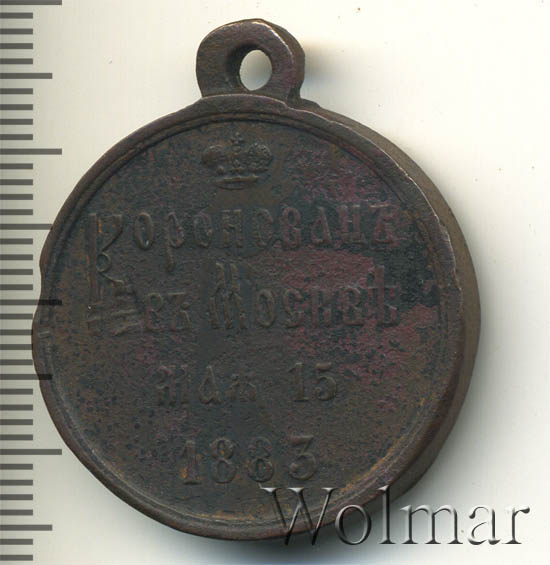 Коронованъ
въ Москвѣ
мая 15
1883
Wolmar